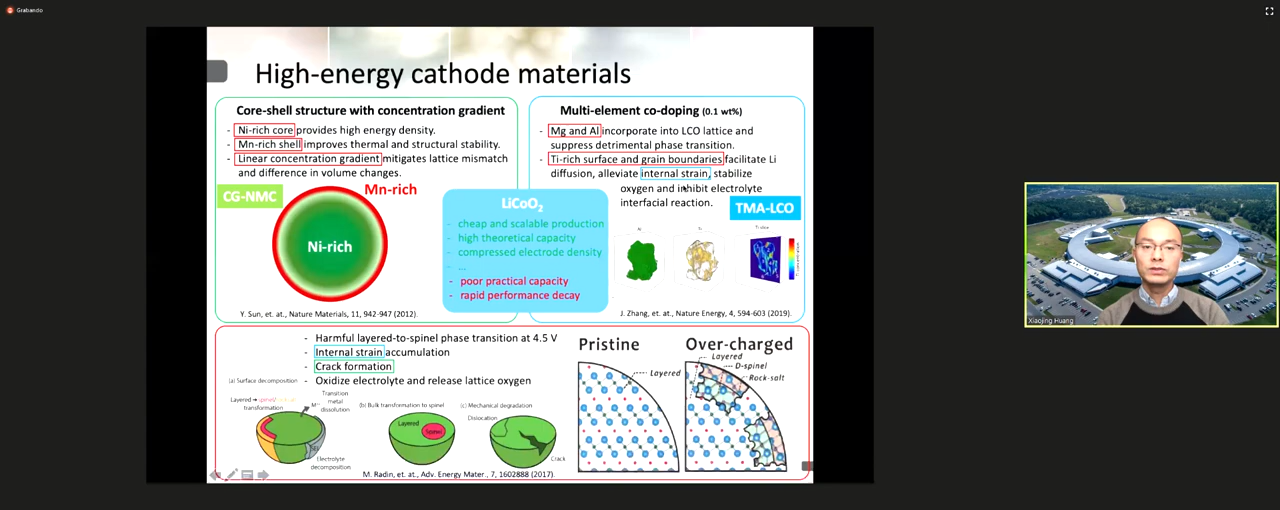 Grabando
High-energy cathode materials
Core-shell structure with concentration gradient
- Ni-rich core provides high energy density.
- Mn-rich shell improves thermal and structural stability.
- Linear concentration gradient mitigates lattice mismatch
and difference in volume changes.
CG-NMC
Mn-rich
Ni-rich
Y. Sun, et. at., Nature Materials, 11, 942-947 (2012).
Multi-element co-doping (0.1 wt%)
- Mg and Al incorporate into LCO lattice and
suppress detrimental phase transition.
- Ti-rich surface and grain boundaries facilitate Li
diffusion, alleviate internal strain, stabilize
oxygen and inhibit electrolyte
interfacial reaction.
TMA-LCO
Ti
Ti slice
J. Zhang, et. at., Nature Energy, 4, 594-603 (2019).
LiCoO2
- cheap and scalable production
- high theoretical capacity
- compressed electrode density
- ...
- poor practical capacity
- rapid performance decay
- Harmful layered-to-spinel phase transition at 4.5 V
- Internal strain accumulation
- Crack formation
- Oxidize electrolyte and release lattice oxygen
(a) Surface decomposition
Layered → spinel/
transformation
Transition
metal
dissolution
SEI
Electrolyte
decomposition
(b) Bulk transformation to spinel
Layered
Spinel
(c) Mechanical degradation
Dislocation
Crack
M. Radin, et. at., Adv. Energy Mater., 7, 1602888 (2017).
Pristine
Layered
Over-charged
Layered
D-spinel
Rock-salt
Xiaojing Huang